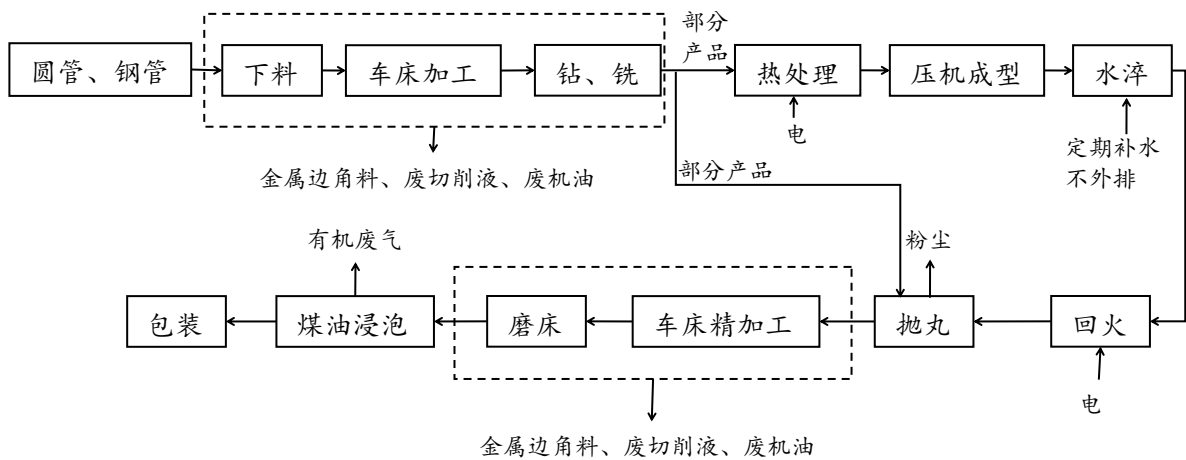 部分
产品
圆管、钢管
下料
车床加工
钻、铣
热处理
压机成型
水淬
电
定期补水
不外排
金属边角料、废切削液、废机油
部分产品
有机废气
粉尘
包装
煤油浸泡
磨床
车床精加工
抛丸
回火
电
金属边角料、废切削液、废机油